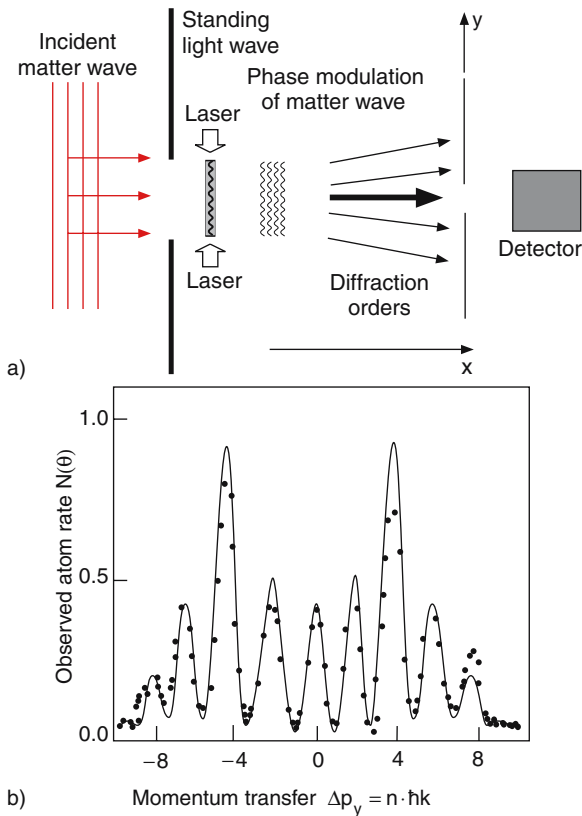 Incident
matter wave
Standing
light wave
Phase modulation
of matter wave
y
Laser
Laser
Diffraction
orders
Detector
x
a)
1.0
0.5
0.0
Observed atom rate N(θ)
−8 −4 0 4 8
b) Momentum transfer Δp_y = n · ħk